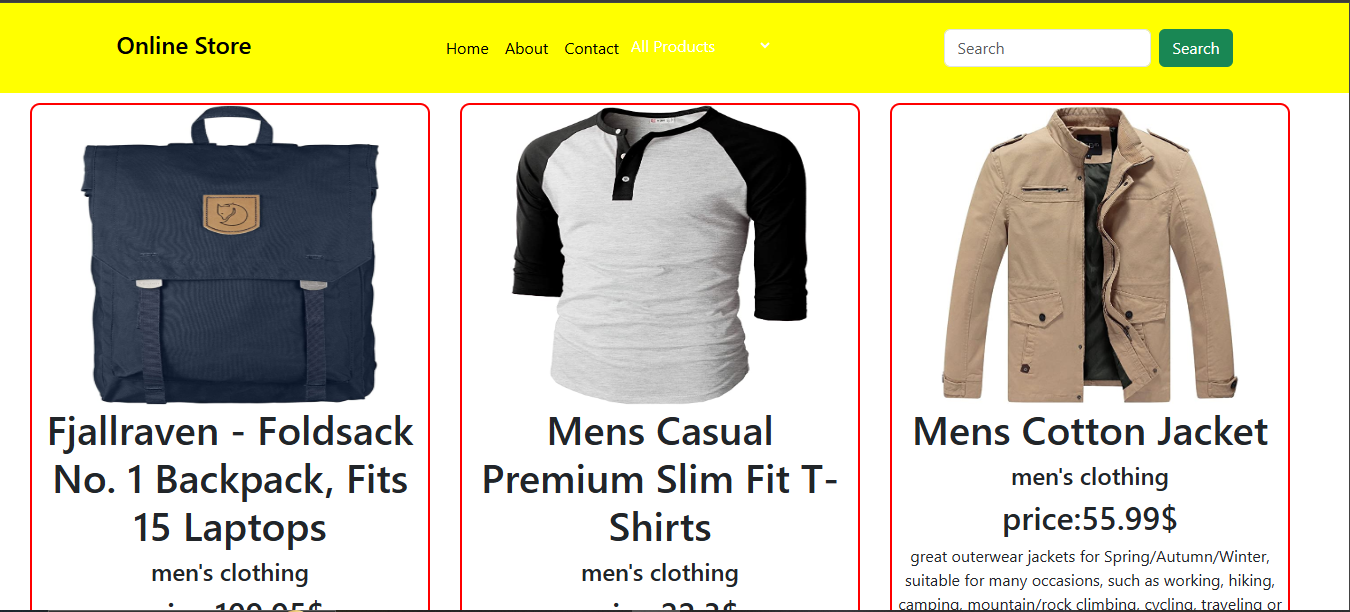 Online Store
Home About Contact All Products
Search Search
Fjallraven - Foldsack
No. 1 Backpack, Fits
15 Laptops
men's clothing
Mens Casual
Premium Slim Fit T-
Shirts
men's clothing
Mens Cotton Jacket
men's clothing
price:55.99$
great outerwear jackets for Spring/Autumn/Winter,
suitable for many occasions, such as working, hiking,
camping, mountain/rock climbing, cycling, traveling or